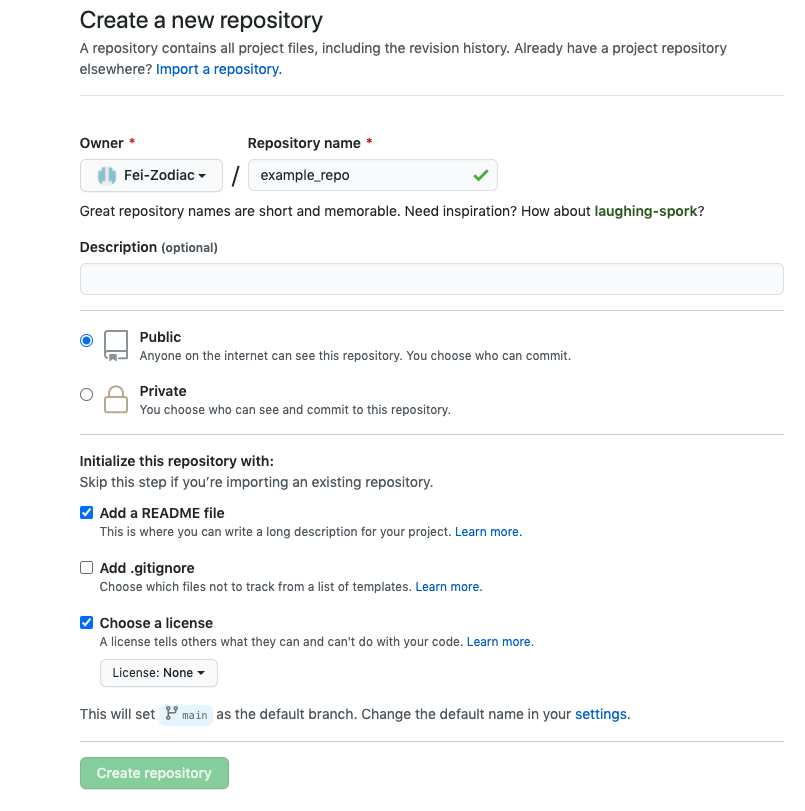 Create a new repository
A repository contains all project files, including the revision history. Already have a project repository
elsewhere? Import a repository.
Owner * Repository name *
Fei-Zodiac / example_repo
Great repository names are short and memorable. Need inspiration? How about laughing-spork?
Description (optional)
Public
Anyone on the internet can see this repository. You choose who can commit.
Private
You choose who can see and commit to this repository.
Initialize this repository with:
Skip this step if you’re importing an existing repository.
Add a README file
This is where you can write a long description for your project. Learn more.
Add .gitignore
Choose which files not to track from a list of templates. Learn more.
Choose a license
A license tells others what they can and can't do with your code. Learn more.
License: None
This will set main as the default branch. Change the default name in your settings.
Create repository